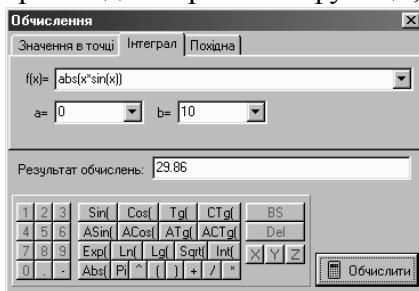 Обчислення
Значення в точці Інтеграл Похідна
f(x)= abs(x*sin(x))
a= 0 b= 10
Результат обчислень: 29.86
1 2 3 Sin( Cos( Tg( CTg( BS
4 5 6 ASin( ACos( ATg( ACTg( Del
7 8 9 Exp( Ln( Lg( Sqrt( Int( X Y Z
0 . - Abs( Pi ^ ( ) + / *
Обчислити